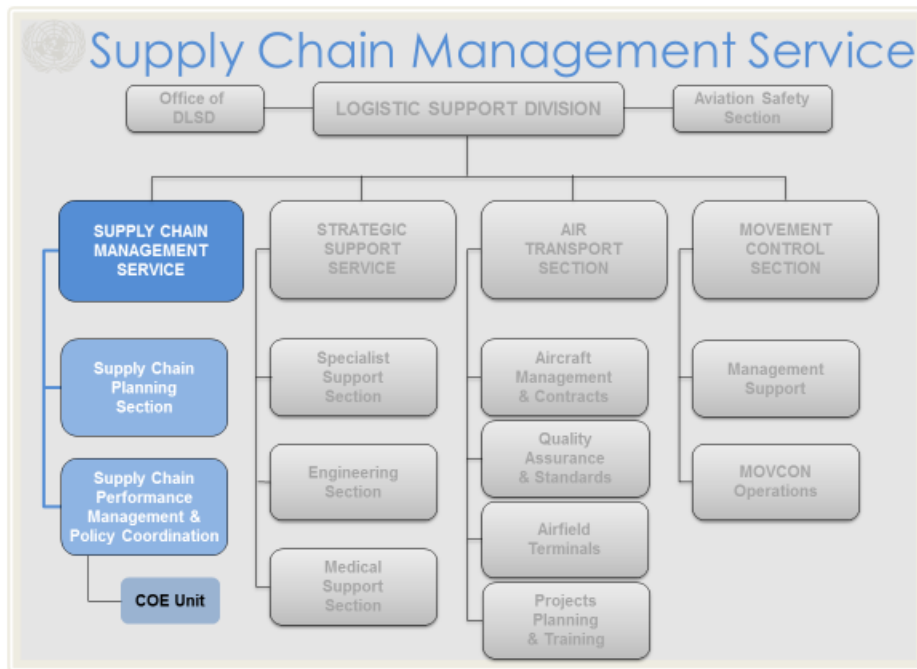 Supply Chain Management Service
Office of
DLSD
LOGISTIC SUPPORT DIVISION
Aviation Safety
Section
SUPPLY CHAIN
MANAGEMENT
SERVICE
STRATEGIC
SUPPORT
SERVICE
AIR
TRANSPORT
SECTION
MOVEMENT
CONTROL
SECTION
Supply Chain
Planning
Section
Specialist
Support
Section
Aircraft
Management
& Contracts
Management
Support
Supply Chain
Performance
Management &
Policy Coordination
Engineering
Section
Quality
Assurance
& Standards
MOVCON
Operations
Airfield
Terminals
COE Unit
Medical
Support
Section
Projects
Planning
& Training